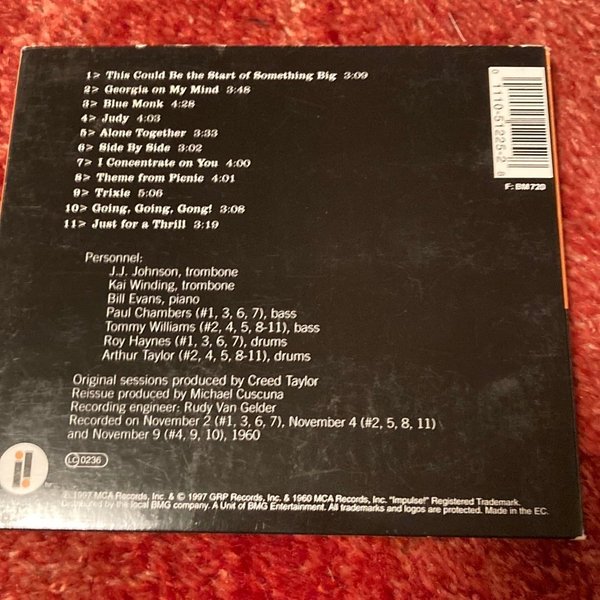 1> This Could Be the Start of Something Big 3:09
2> Georgia on My Mind 3:48
3> Blue Monk 4:28
4> Judy 4:03
5> Alone Together 3:33
6> Side By Side 3:02
7> I Concentrate on You 4:00
8> Theme from Picnic 4:01
9> Trixie 5:06
10> Going, Going, Gong! 3:08
11> Just for a Thrill 3:19
0 1110-51225-2 8
F: BM720
Personnel:
J.J. Johnson, trombone
Kai Winding, trombone
Bill Evans, piano
Paul Chambers (#1, 3, 6, 7), bass
Tommy Williams (#2, 4, 5, 8-11), bass
Roy Haynes (#1, 3, 6, 7), drums
Arthur Taylor (#2, 4, 5, 8-11), drums
Original sessions produced by Creed Taylor
Reissue produced by Michael Cuscuna
Recording engineer: Rudy Van Gelder
Recorded on November 2 (#1, 3, 6, 7), November 4 (#2, 5, 8, 11)
and November 9 (#4, 9, 10), 1960
i!
LC 0236
1997 MCA Records, Inc. & © 1997 GRP Records, Inc. & 1960 MCA Records, Inc. "Impulse!" Registered Trademark.
Distributed by the local BMG company. A Unit of BMG Entertainment. All trademarks and logos are protected. Made in the EC.